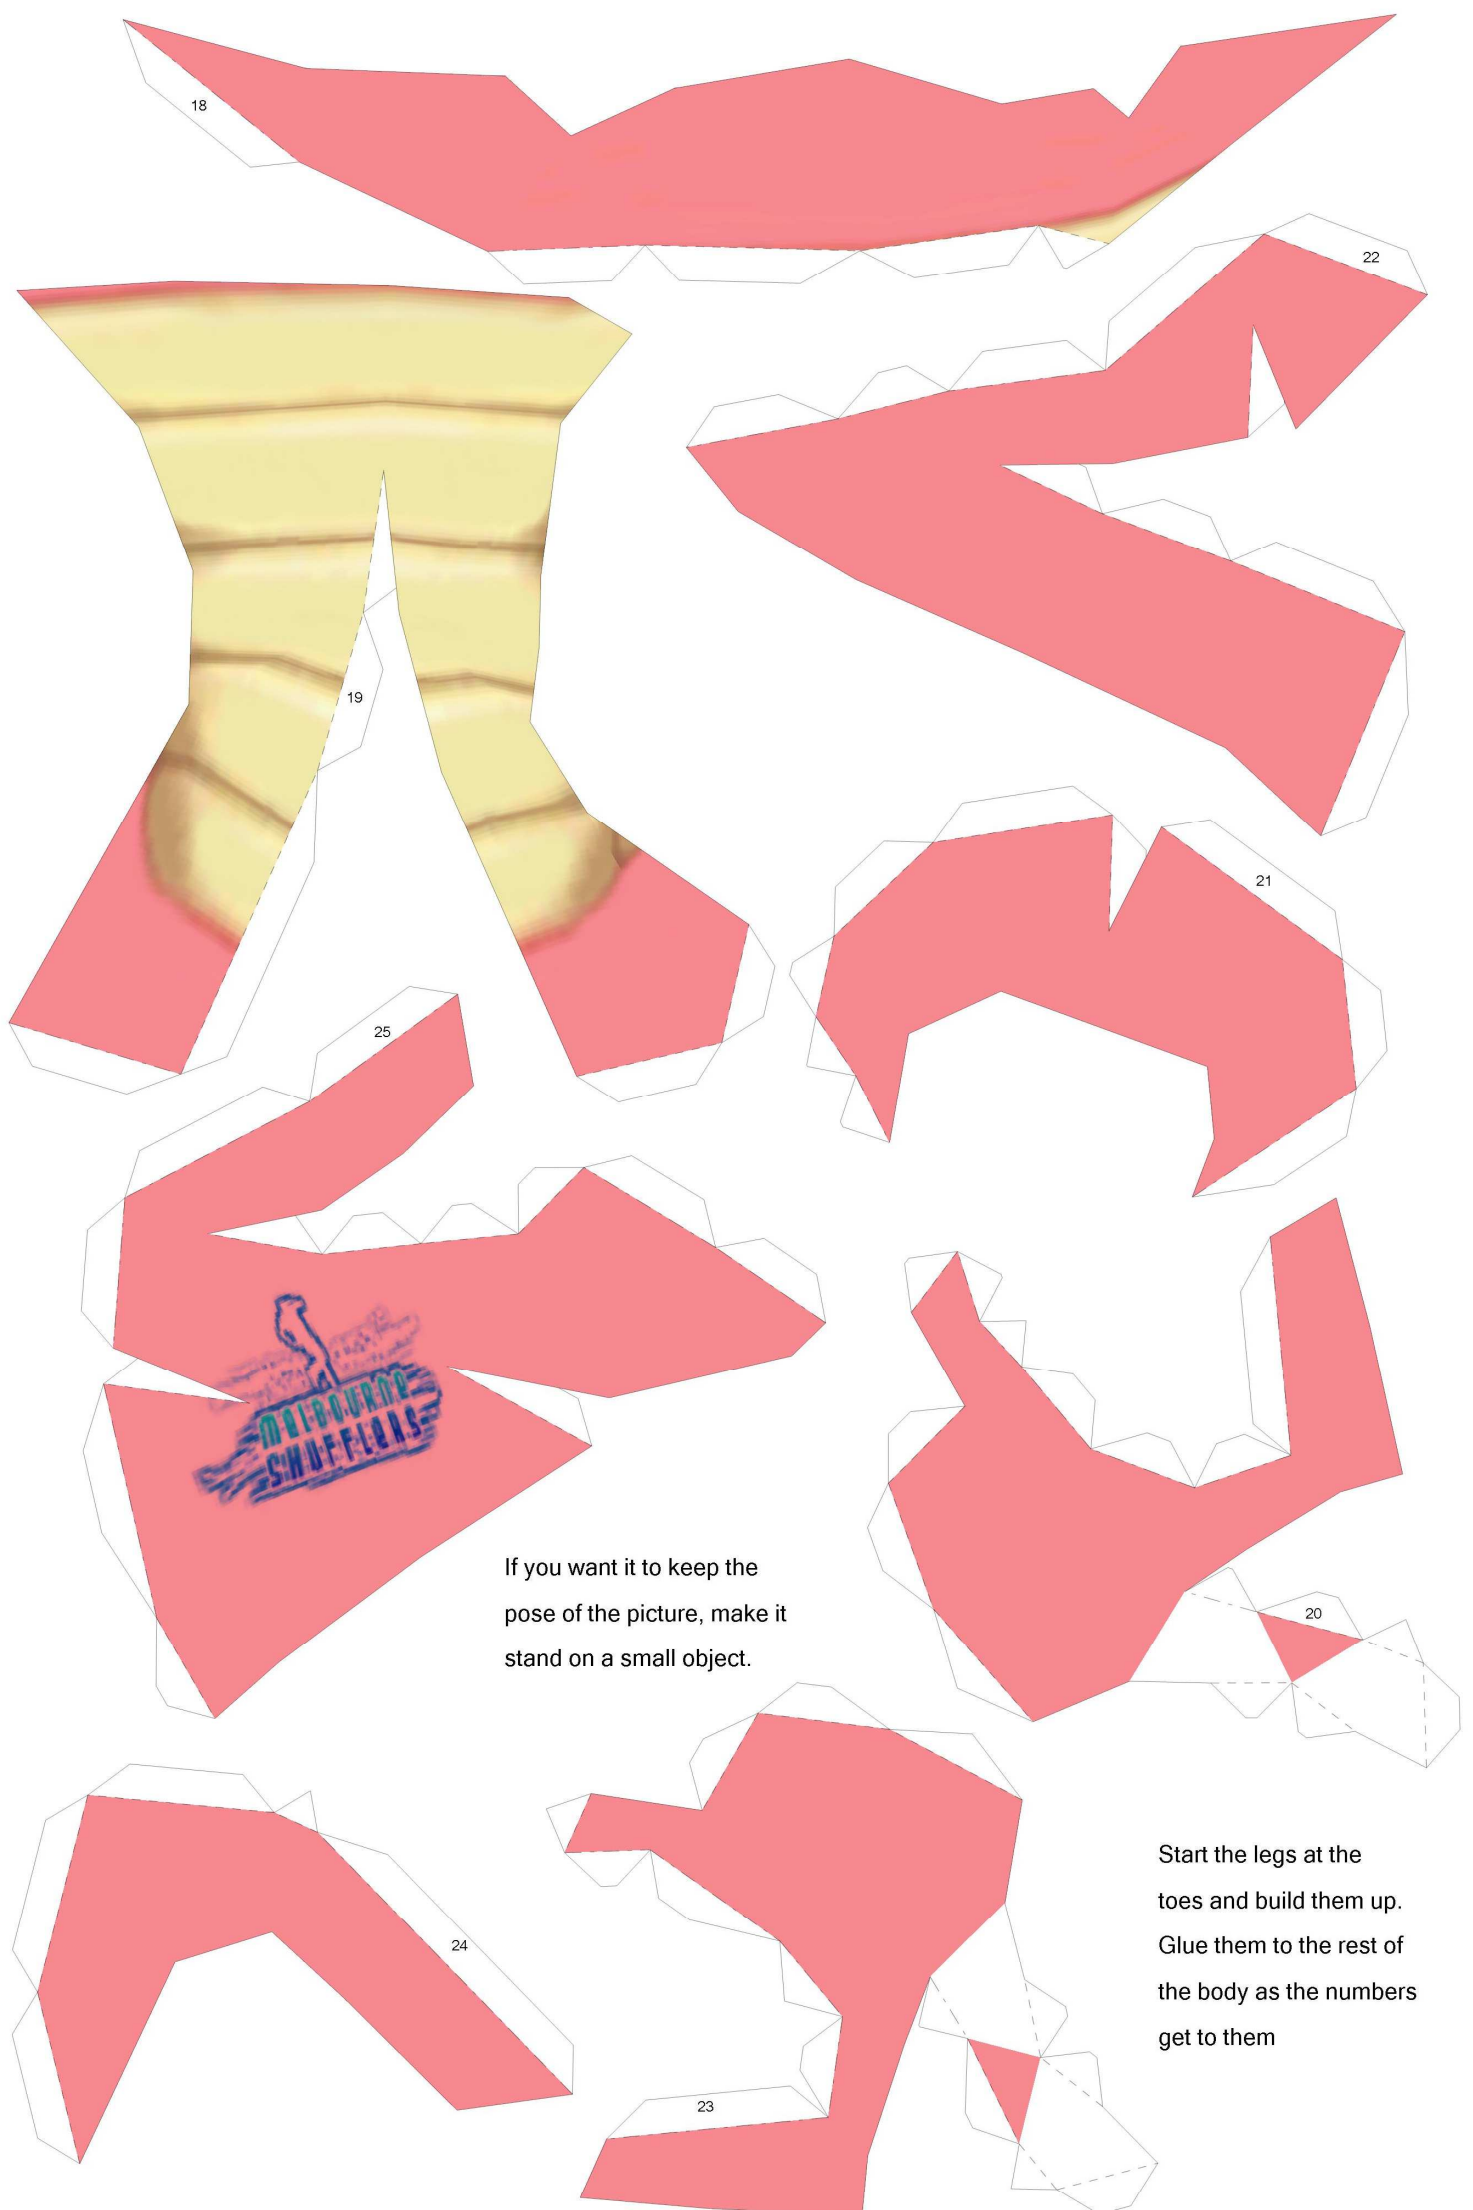 18
22
19
21
25
MELBOURNE
SHUFFLERS
If you want it to keep the
pose of the picture, make it
stand on a small object.
20
Start the legs at the
toes and build them up.
Glue them to the rest of
the body as the numbers
get to them
24
23